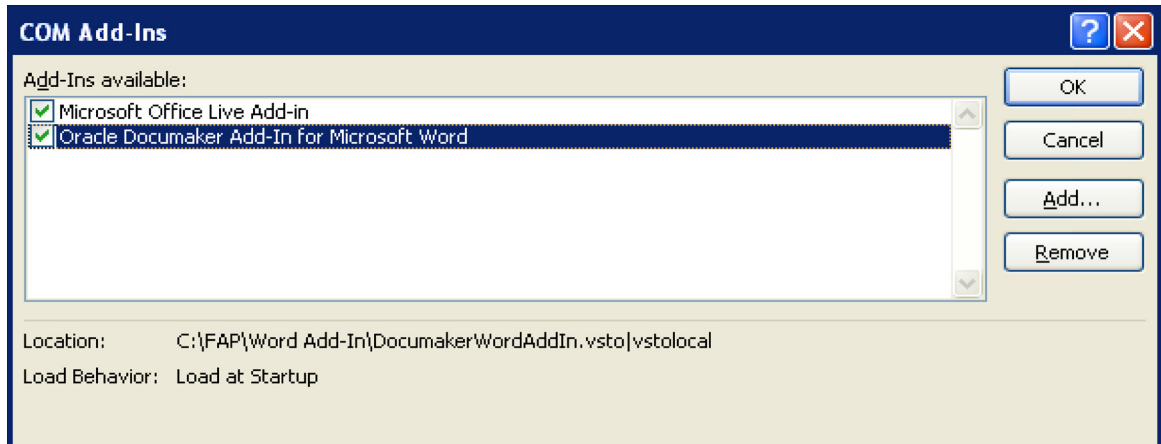 COM Add-Ins
?
Add-Ins available:
OK
Microsoft Office Live Add-in
Oracle Documaker Add-In for Microsoft Word
Cancel
Add...
Remove
Location: C:\FAP\Word Add-In\DocumakerWordAddIn.vsto|vstolocal
Load Behavior: Load at Startup